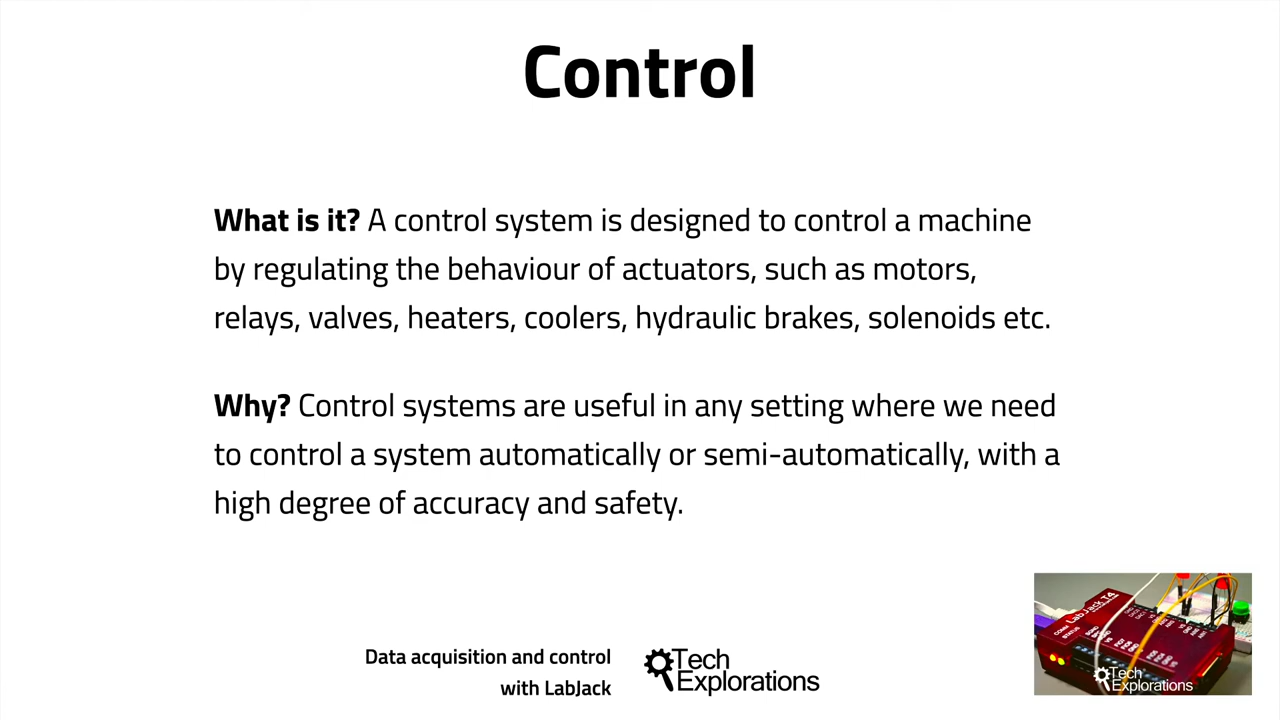 Control
What is it? A control system is designed to control a machine
by regulating the behaviour of actuators, such as motors,
relays, valves, heaters, coolers, hydraulic brakes, solenoids etc.
Why? Control systems are useful in any setting where we need
to control a system automatically or semi-automatically, with a
high degree of accuracy and safety.
Data acquisition and control
with LabJack
Tech
Explorations
LabJack T4
COMM
STATUS
Tech
Explorations